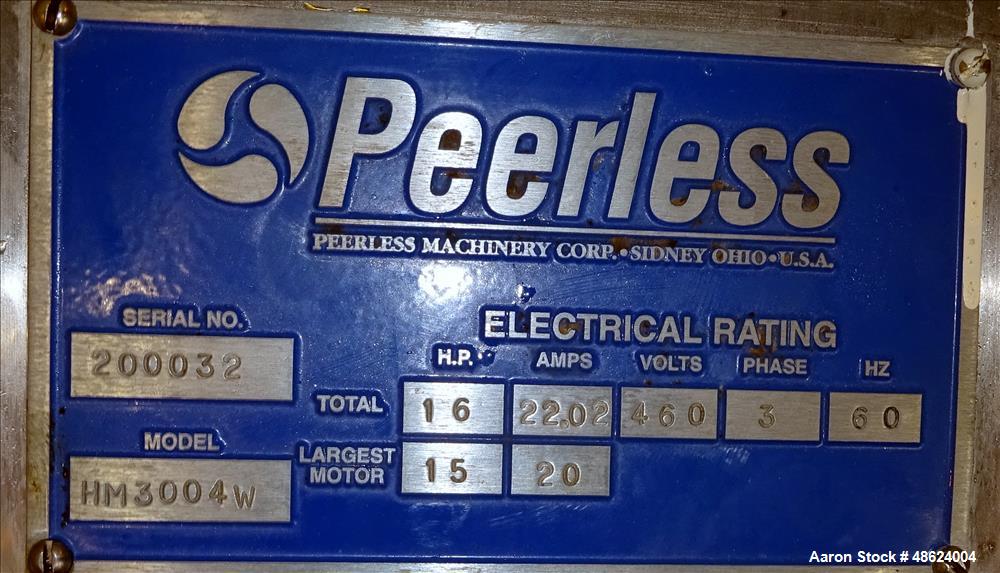 Peerless
PEERLESS MACHINERY CORP. • SIDNEY OHIO • U.S.A.
SERIAL NO.
200032
MODEL
HM3004W
ELECTRICAL RATING
H.P. AMPS VOLTS PHASE HZ
TOTAL 16 22.02 460 3 60
LARGEST MOTOR 15 20
Aaron Stock # 48624004